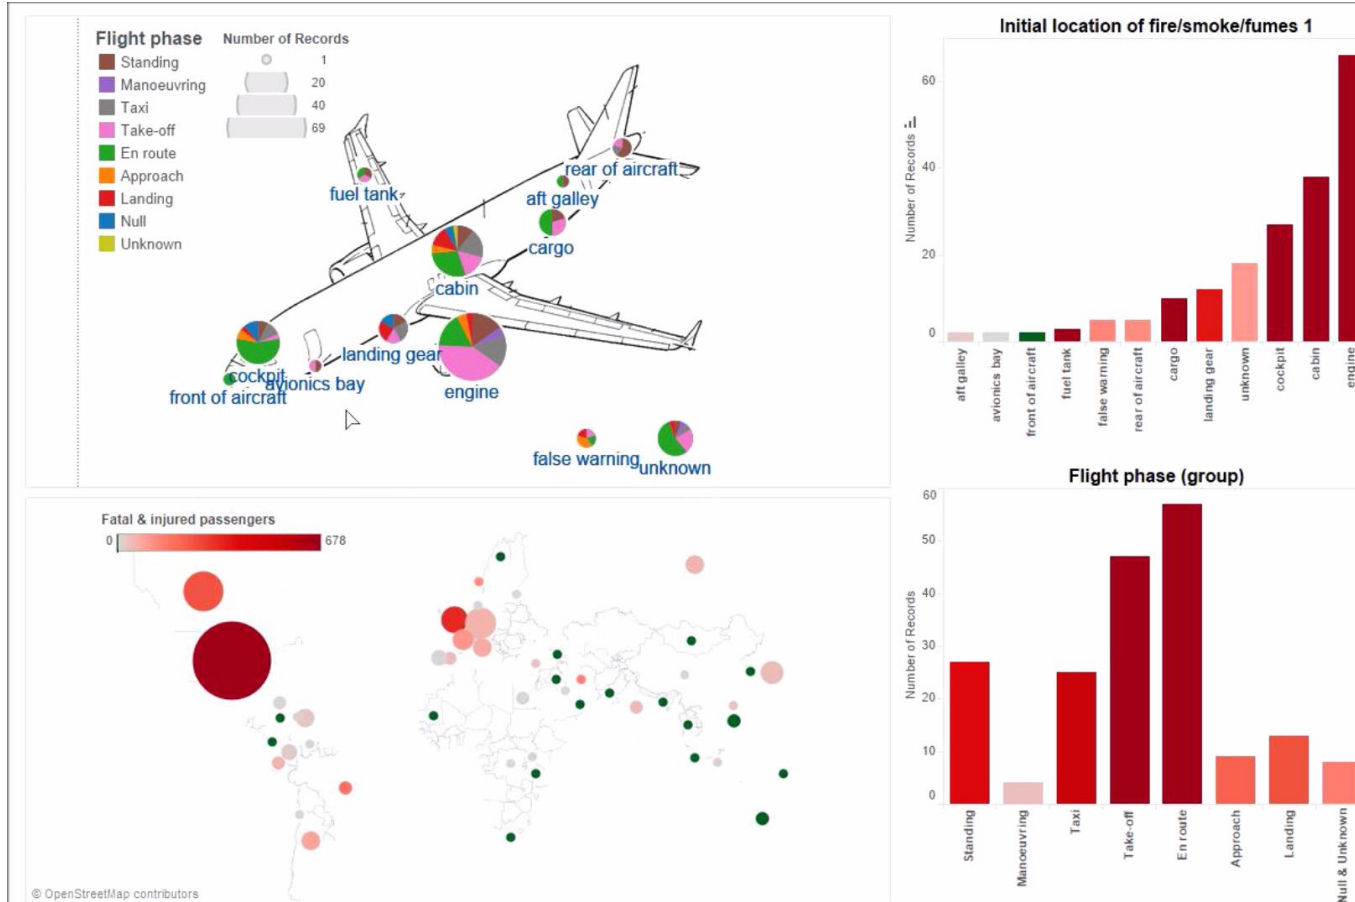 Flight phase
Standing
Manoeuvring
Taxi
Take-off
En route
Approach
Landing
Null
Unknown
Number of Records
1
20
40
69
rear of aircraft
fuel tank
aft galley
cargo
cabin
landing gear
cockpit
avionics bay
front of aircraft
engine
false warning
unknown
Initial location of fire/smoke/fumes 1
Number of Records
60
40
20
0
aft galley
avionics bay
front of aircraft
fuel tank
false warning
rear of aircraft
cargo
landing gear
unknown
cockpit
cabin
engine
Fatal & injured passengers
0
678
© OpenStreetMap contributors
Flight phase (group)
Number of Records
60
50
40
30
20
10
0
Standing
Manoeuvring
Taxi
Take-off
En route
Approach
Landing
Null & Unknown